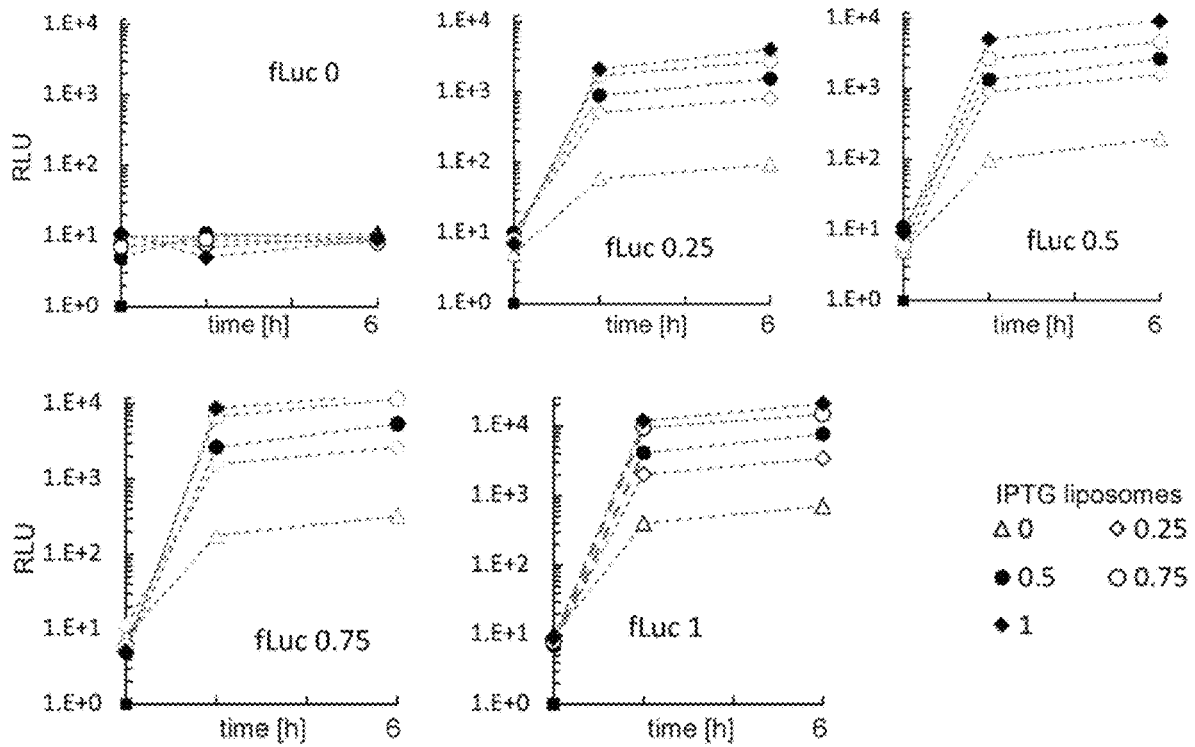 1.E+4
1.E+3
1.E+2
1.E+1
1.E+0
RLU
fLuc 0
time [h] 6
1.E+4
1.E+3
1.E+2
1.E+1
1.E+0
fLuc 0.25
time [h] 6
1.E+4
1.E+3
1.E+2
1.E+1
1.E+0
fLuc 0.5
time [h] 6
1.E+4
1.E+3
1.E+2
1.E+1
1.E+0
RLU
fLuc 0.75
time [h] 6
1.E+4
1.E+3
1.E+2
1.E+1
1.E+0
fLuc 1
time [h] 6
IPTG liposomes
0 0.25
0.5 0.75
1